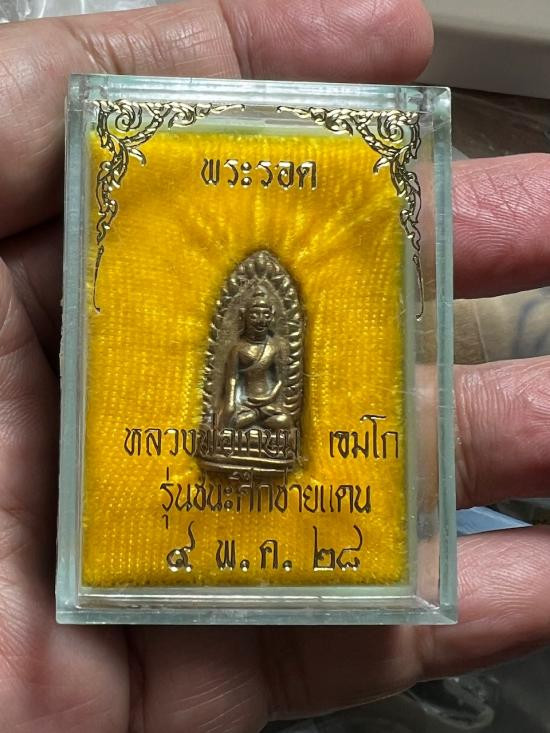 พระรอด
หลวงพ่อเกษม เขมโก
รุ่นชนะศึกชายแดน
๙ พ.ค. ๒๘